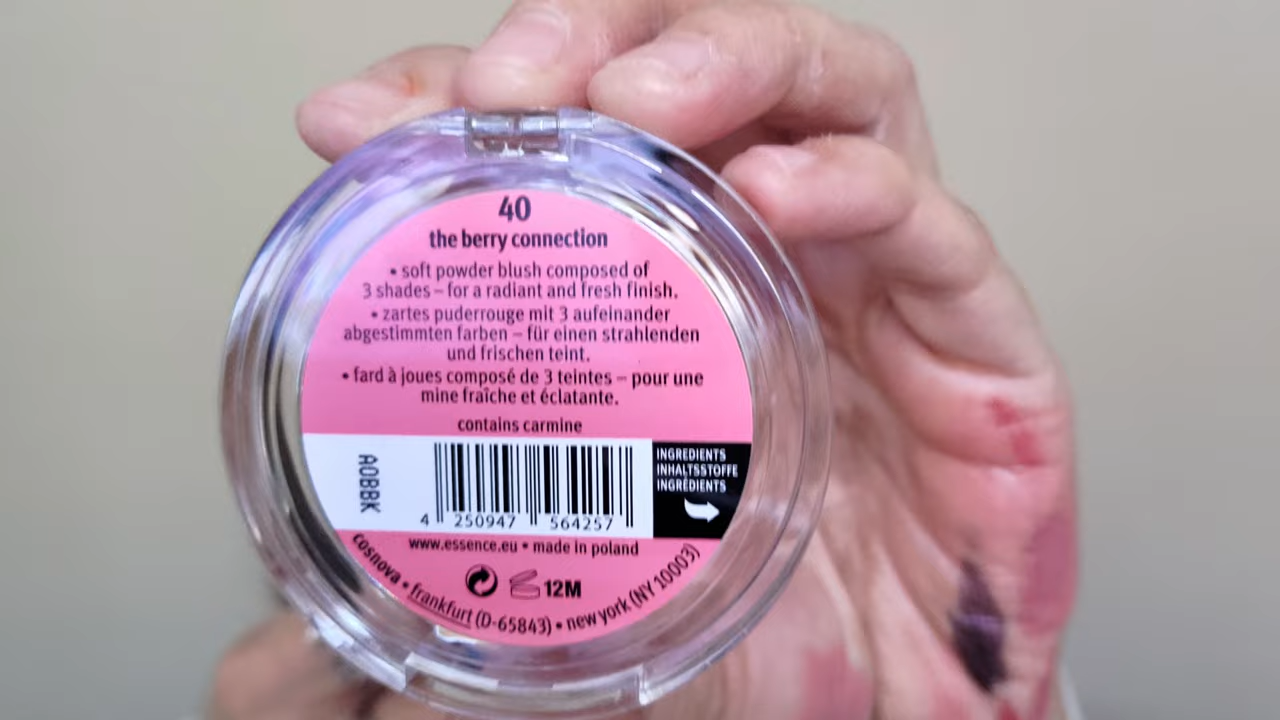 40
the berry connection
• soft powder blush composed of
3 shades – for a radiant and fresh finish.
• zartes puderrouge mit 3 aufeinander
abgestimmten farben – für einen strahlenden
und frischen teint.
• fard à joues composé de 3 teintes – pour une
mine fraîche et éclatante.
contains carmine
A0BBK
4 250947 564257
INGREDIENTS
INHALTSSTOFFE
INGRÉDIENTS
www.essence.eu • made in poland
12M
cosnova • frankfurt (D-65843) • new york (NY 10003)